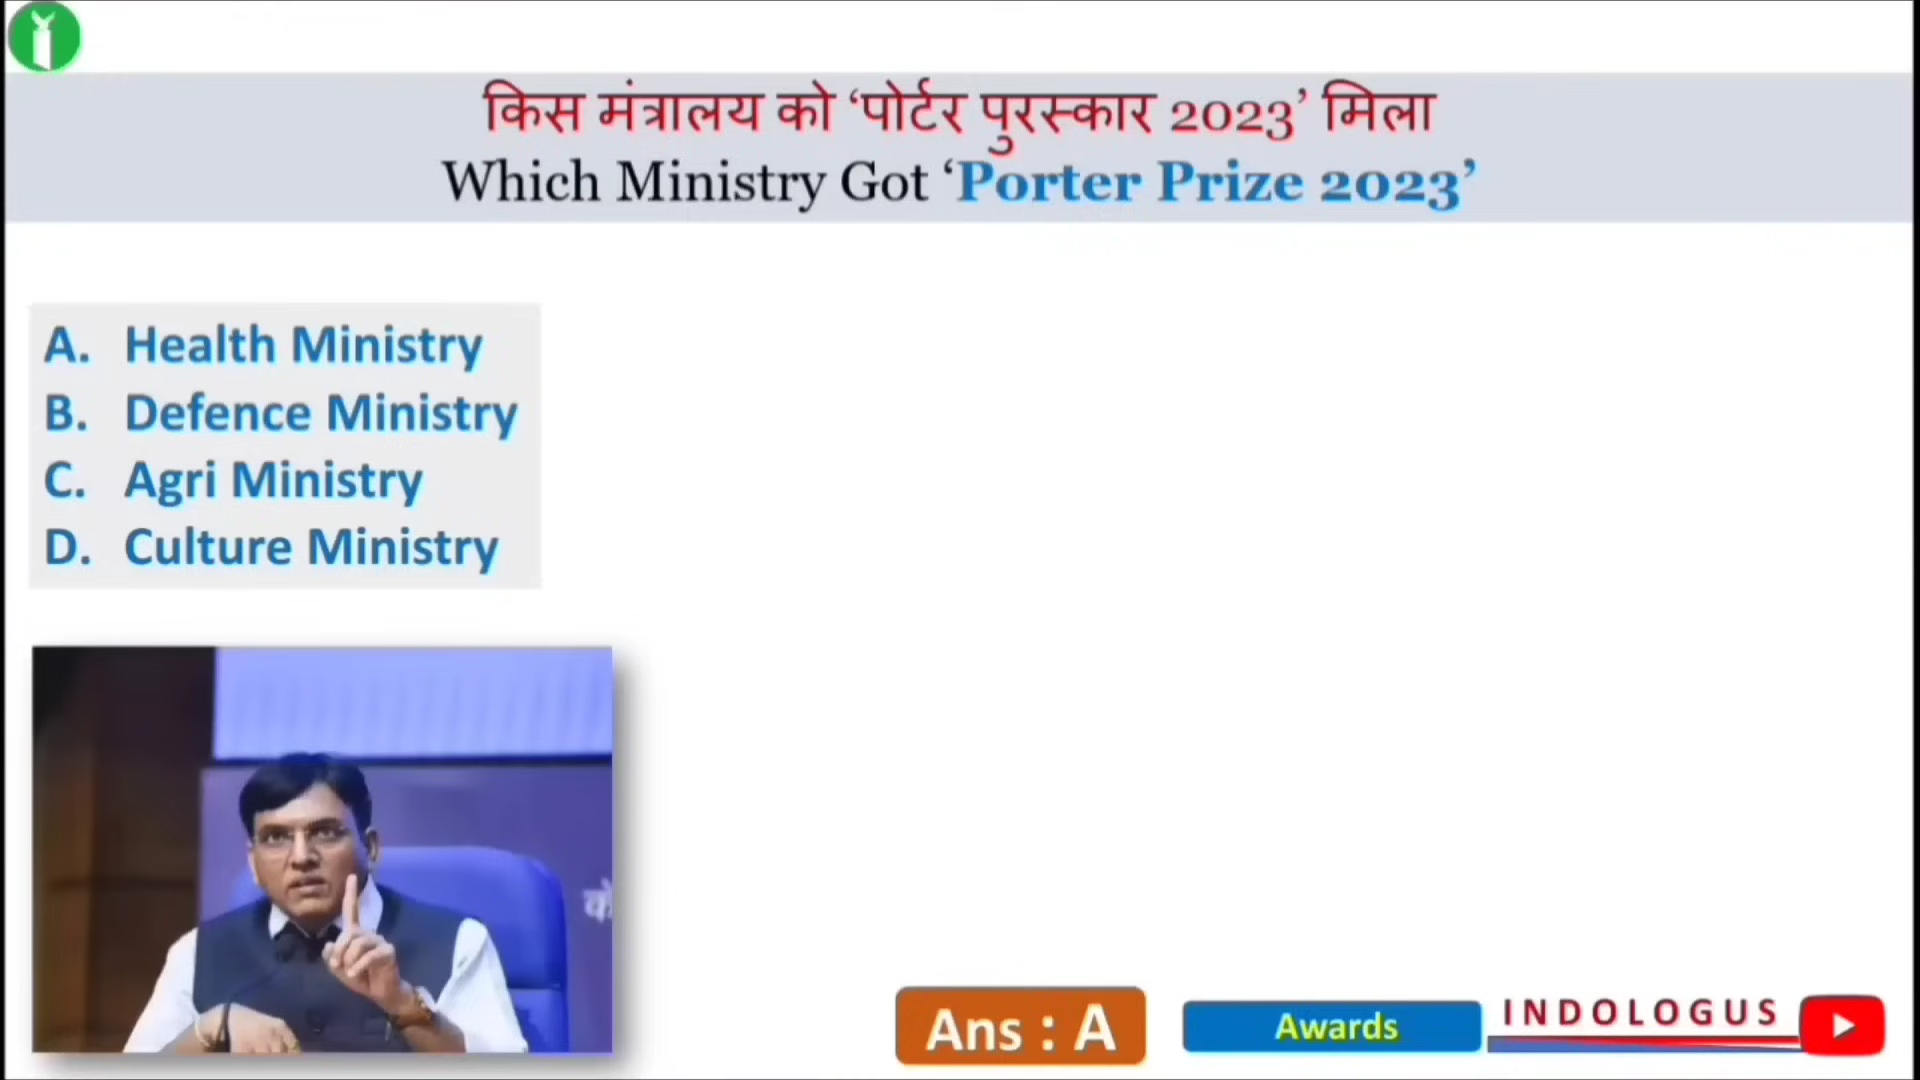 किस मंत्रालय को ‘पोर्टर पुरस्कार 2023’ मिला
Which Ministry Got ‘Porter Prize 2023’
A. Health Ministry
B. Defence Ministry
C. Agri Ministry
D. Culture Ministry
Ans : A
Awards
INDOLOGUS